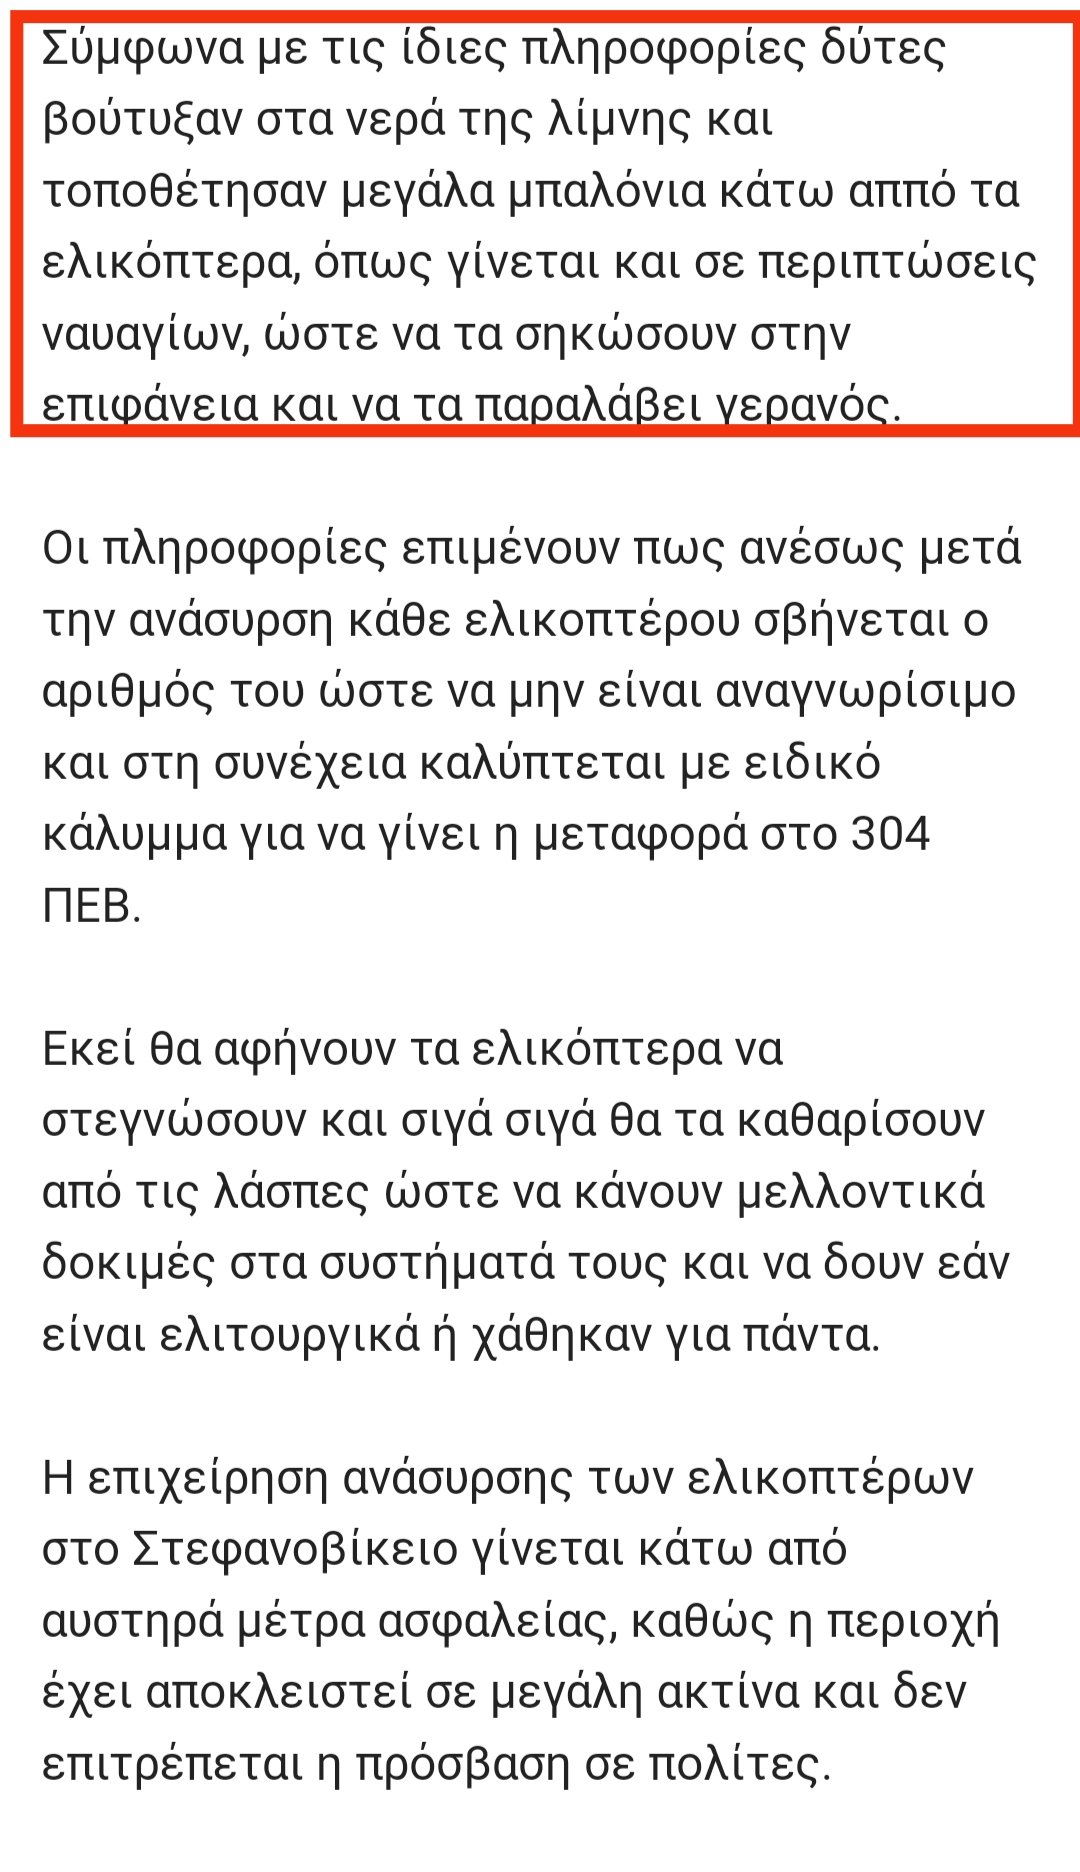 Σύμφωνα με τις ίδιες πληροφορίες δύτες
βούτυξαν στα νερά της λίμνης και
τοποθέτησαν μεγάλα μπαλόνια κάτω αππό τα
ελικόπτερα, όπως γίνεται και σε περιπτώσεις
ναυαγίων, ώστε να τα σηκώσουν στην
επιφάνεια και να τα παραλάβει γερανός.
Οι πληροφορίες επιμένουν πως ανέσως μετά
την ανάσυρση κάθε ελικοπτέρου σβήνεται ο
αριθμός του ώστε να μην είναι αναγνωρίσιμο
και στη συνέχεια καλύπτεται με ειδικό
κάλυμμα για να γίνει η μεταφορά στο 304
ΠΕΒ.
Εκεί θα αφήνουν τα ελικόπτερα να
στεγνώσουν και σιγά σιγά θα τα καθαρίσουν
από τις λάσπες ώστε να κάνουν μελλοντικά
δοκιμές στα συστήματά τους και να δουν εάν
είναι ελιτουργικά ή χάθηκαν για πάντα.
Η επιχείρηση ανάσυρσης των ελικοπτέρων
στο Στεφανοβίκειο γίνεται κάτω από
αυστηρά μέτρα ασφαλείας, καθώς η περιοχή
έχει αποκλειστεί σε μεγάλη ακτίνα και δεν
επιτρέπεται η πρόσβαση σε πολίτες.